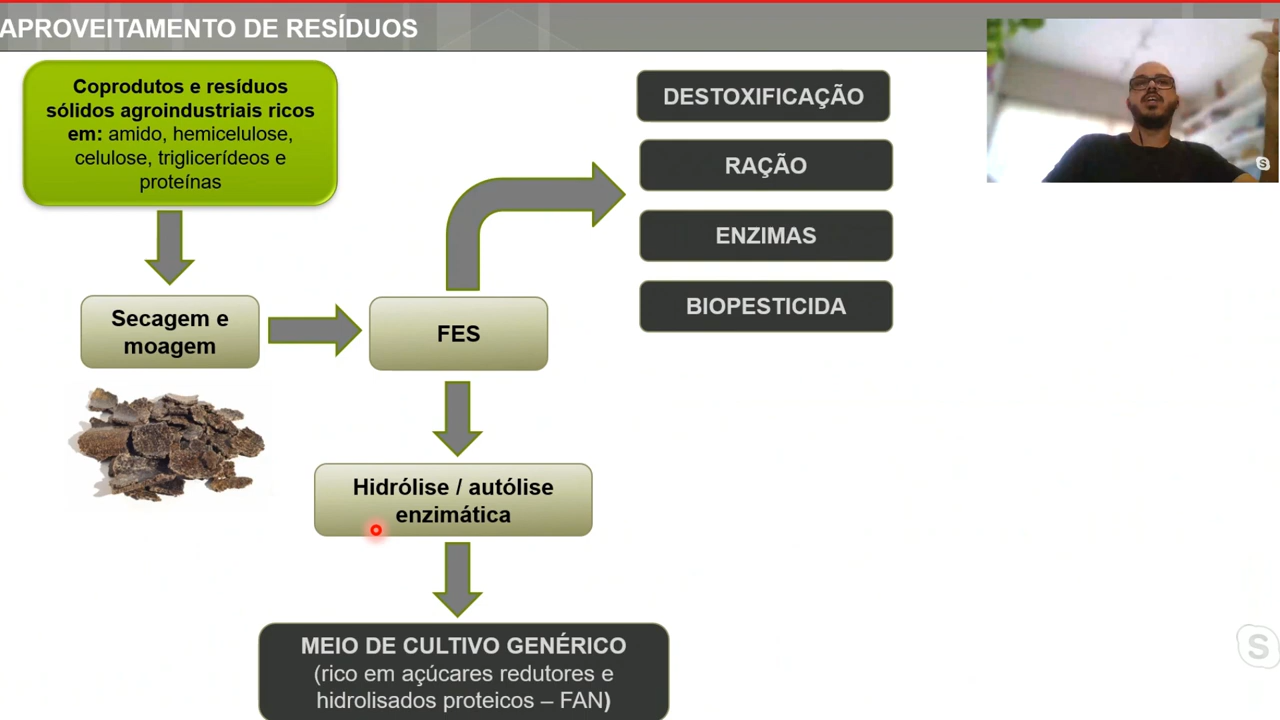 APROVEITAMENTO DE RESÍDUOS
Coprodutos e resíduos
sólidos agroindustriais ricos
em: amido, hemicelulose,
celulose, triglicerídeos e
proteínas
Secagem e
moagem
FES
DESTOXIFICAÇÃO
RAÇÃO
ENZIMAS
BIOPESTICIDA
Hidrólise / autólise
enzimática
MEIO DE CULTIVO GENÉRICO
(rico em açúcares redutores e
hidrolisados proteicos – FAN)
S